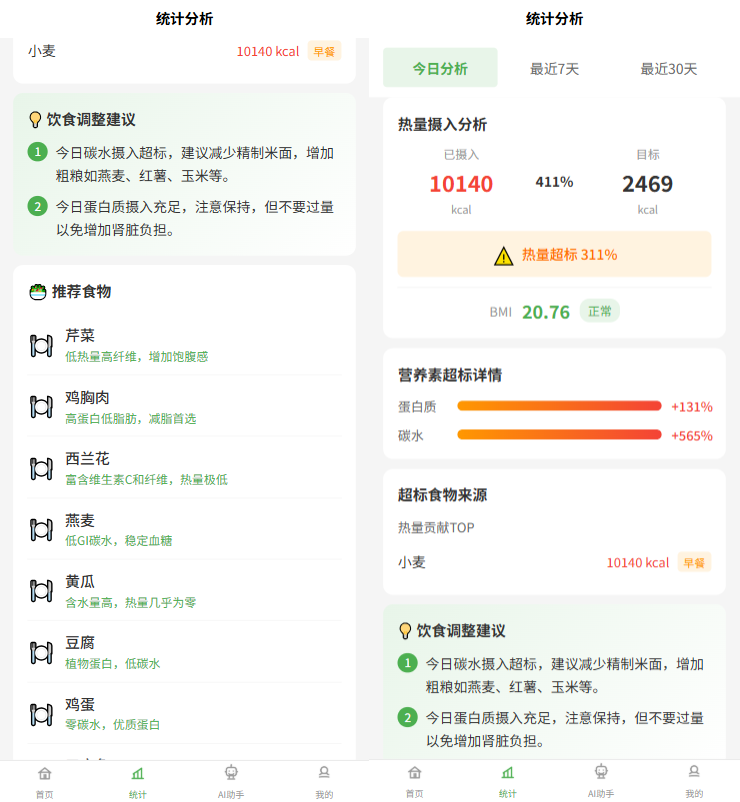 统计分析
小麦
10140 kcal 早餐
饮食调整建议
1 今日碳水摄入超标，建议减少精制米面，增加
粗粮如燕麦、红薯、玉米等。
2 今日蛋白质摄入充足，注意保持，但不要过量
以免增加肾脏负担。
推荐食物
芹菜
低热量高纤维，增加饱腹感
鸡胸肉
高蛋白低脂肪，减脂首选
西兰花
富含维生素C和纤维，热量极低
燕麦
低GI碳水，稳定血糖
黄瓜
含水量高，热量几乎为零
豆腐
植物蛋白，低碳水
鸡蛋
零碳水，优质蛋白
首页 统计 AI助手 我的
统计分析
今日分析 最近7天 最近30天
热量摄入分析
已摄入 目标
10140 411% 2469
kcal kcal
热量超标 311%
BMI 20.76 正常
营养素超标详情
蛋白质 +131%
碳水 +565%
超标食物来源
热量贡献TOP
小麦 10140 kcal 早餐
饮食调整建议
1 今日碳水摄入超标，建议减少精制米面，增加
粗粮如燕麦、红薯、玉米等。
2 今日蛋白质摄入充足，注意保持，但不要过量
以免增加肾脏负担。
首页 统计 AI助手 我的